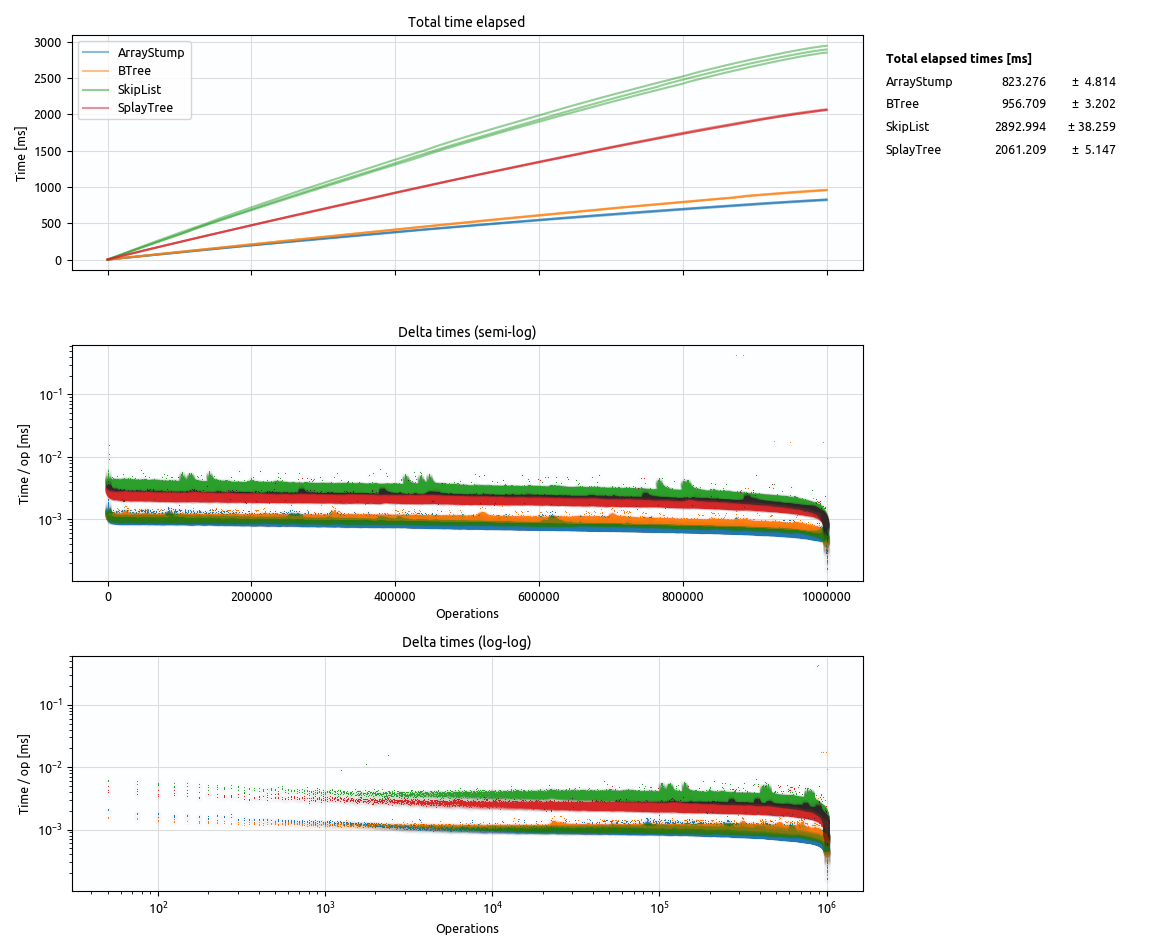 Total time elapsed
3000
2500
2000
1500
1000
500
0
Time [ms]
ArrayStump
BTree
SkipList
SplayTree
Total elapsed times [ms]
ArrayStump 823.276 ± 4.814
BTree 956.709 ± 3.202
SkipList 2892.994 ± 38.259
SplayTree 2061.209 ± 5.147
Delta times (semi-log)
10⁻¹
10⁻²
10⁻³
Time / op [ms]
0 200000 400000 600000 800000 1000000
Operations
Delta times (log-log)
10⁻¹
10⁻²
10⁻³
Time / op [ms]
10² 10³ 10⁴ 10⁵ 10⁶
Operations